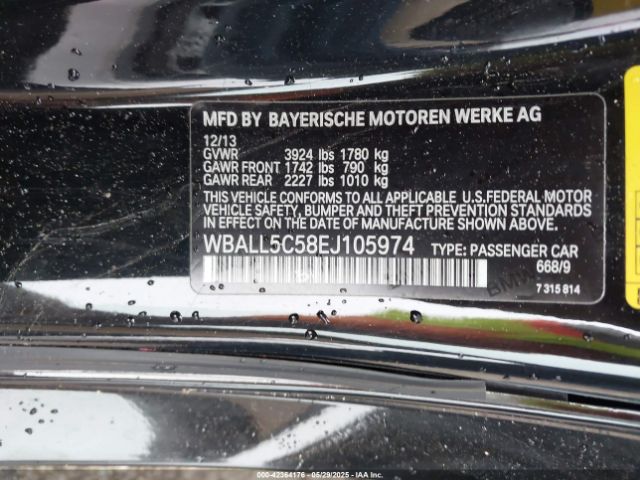 MFD BY BAYERISCHE MOTOREN WERKE AG
12/13
GVWR 3924 lbs 1780 kg
GAWR FRONT 1742 lbs 790 kg
GAWR REAR 2227 lbs 1010 kg
THIS VEHICLE CONFORMS TO ALL APPLICABLE U.S.FEDERAL MOTOR
VEHICLE SAFETY, BUMPER AND THEFT PREVENTION STANDARDS
IN EFFECT ON THE DATE OF MANUFACTURE SHOWN ABOVE.
WBALL5C58EJ105974 TYPE: PASSENGER CAR
668/9
BMW
7 315 814
000-42364176 - 05/29/2025 - IAA Inc.